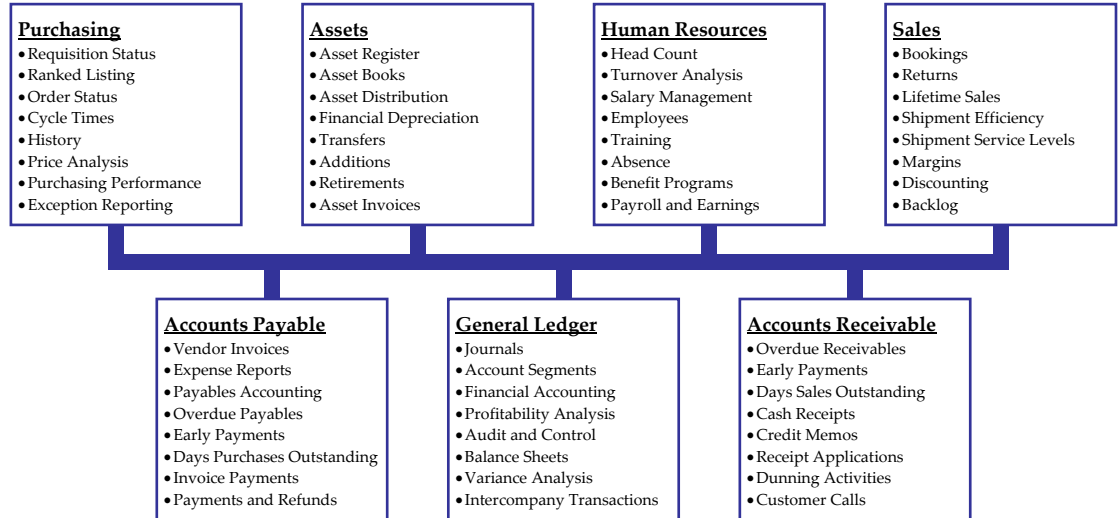 Purchasing
• Requisition Status
• Ranked Listing
• Order Status
• Cycle Times
• History
• Price Analysis
• Purchasing Performance
• Exception Reporting
Assets
• Asset Register
• Asset Books
• Asset Distribution
• Financial Depreciation
• Transfers
• Additions
• Retirements
• Asset Invoices
Human Resources
• Head Count
• Turnover Analysis
• Salary Management
• Employees
• Training
• Absence
• Benefit Programs
• Payroll and Earnings
Sales
• Bookings
• Returns
• Lifetime Sales
• Shipment Efficiency
• Shipment Service Levels
• Margins
• Discounting
• Backlog
Accounts Payable
• Vendor Invoices
• Expense Reports
• Payables Accounting
• Overdue Payables
• Early Payments
• Days Purchases Outstanding
• Invoice Payments
• Payments and Refunds
General Ledger
• Journals
• Account Segments
• Financial Accounting
• Profitability Analysis
• Audit and Control
• Balance Sheets
• Variance Analysis
• Intercompany Transactions
Accounts Receivable
• Overdue Receivables
• Early Payments
• Days Sales Outstanding
• Cash Receipts
• Credit Memos
• Receipt Applications
• Dunning Activities
• Customer Calls